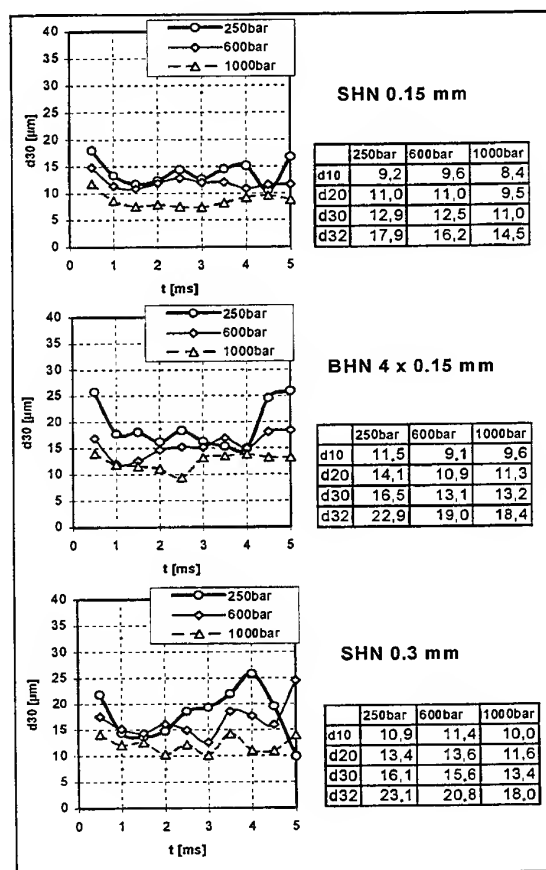 250bar
600bar
1000bar
40
35
30
25
20
15
10
5
0
d30 [µm]
0 1 2 3 4 5
t [ms]
SHN 0.15 mm
250bar 600bar 1000bar
d10 9,2 9,6 8,4
d20 11,0 11,0 9,5
d30 12,9 12,5 11,0
d32 17,9 16,2 14,5
250bar
600bar
1000bar
40
35
30
25
20
15
10
5
0
d30 [µm]
0 1 2 3 4 5
t [ms]
BHN 4 x 0.15 mm
250bar 600bar 1000bar
d10 11,5 9,1 9,6
d20 14,1 10,9 11,3
d30 16,5 13,1 13,2
d32 22,9 19,0 18,4
250bar
600bar
1000bar
40
35
30
25
20
15
10
5
0
d30 [µm]
0 1 2 3 4 5
t [ms]
SHN 0.3 mm
250bar 600bar 1000bar
d10 10,9 11,4 10,0
d20 13,4 13,6 11,6
d30 16,1 15,6 13,4
d32 23,1 20,8 18,0